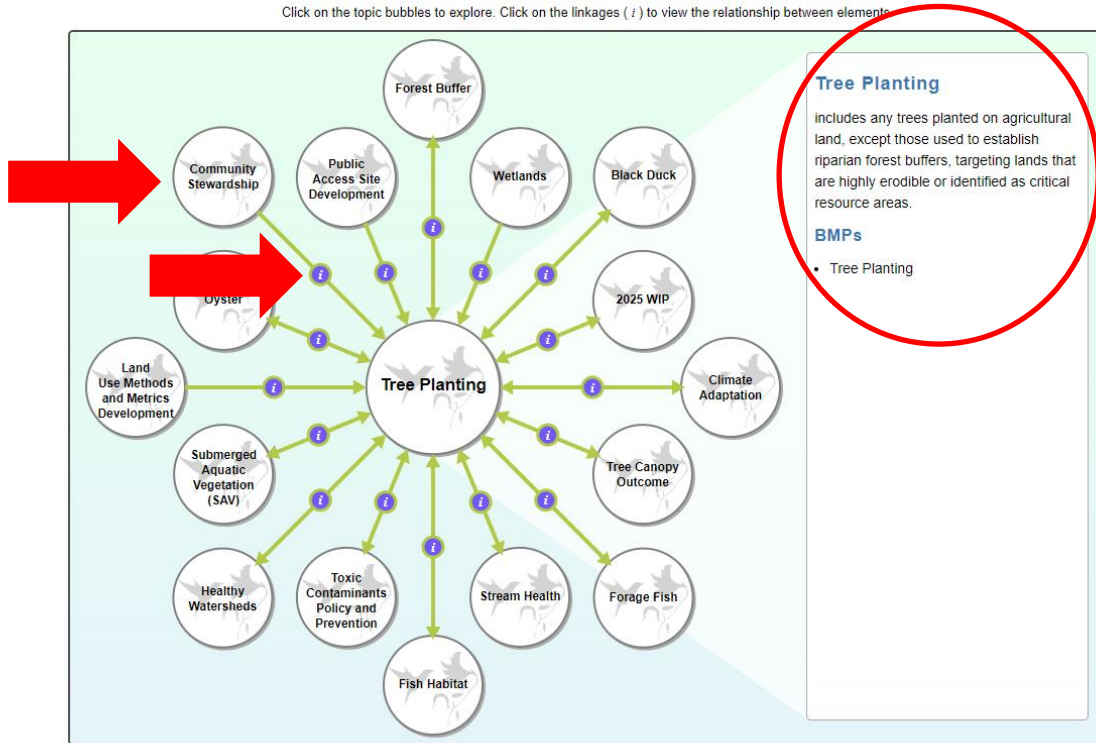 Click on the topic bubbles to explore. Click on the linkages ( i ) to view the relationship between elements
Forest Buffer
Community
Stewardship
Public
Access Site
Development
Wetlands
Black Duck
i
i
i
i
i
i
Oyster
2025 WIP
i
i
Land
Use Methods
and Metrics
Development
i
Tree Planting
i
Climate
Adaptation
Submerged
Aquatic
Vegetation
(SAV)
i
i
Tree Canopy
Outcome
i
i
i
i
i
Healthy
Watersheds
Toxic
Contaminants
Policy and
Prevention
Stream Health
Forage Fish
Fish Habitat
Tree Planting
includes any trees planted on agricultural
land, except those used to establish
riparian forest buffers, targeting lands that
are highly erodible or identified as critical
resource areas.
BMPs
• Tree Planting